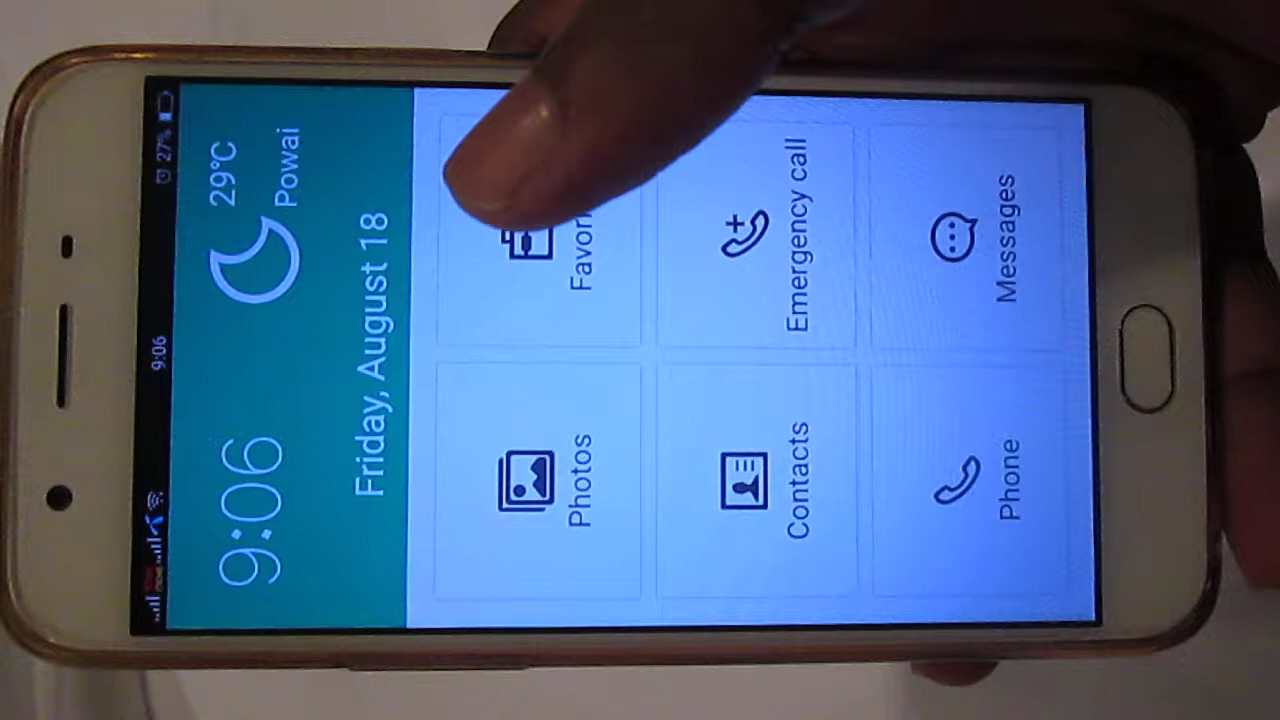 9:06
27%
9:06
29°C
Powai
Friday, August 18
Photos
Contacts
Emergency call
Phone
Messages